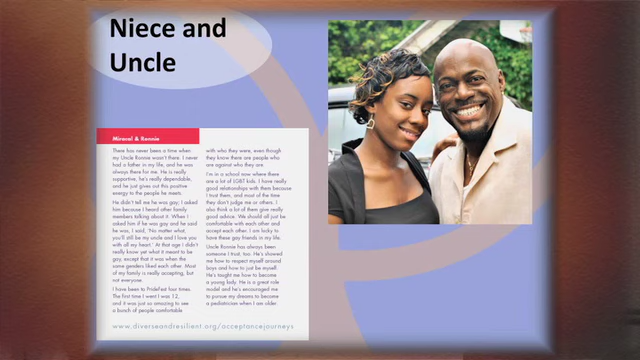 Niece and
Uncle
Miravel & Ronnie
There has never been a time when
my Uncle Ronnie wasn't there. I never
had a father in my life, and he was
always there for me. He is really
supportive, he's really dependable,
and he just gives out this positive
energy to the people he meets.
He didn't tell me he was gay; I asked
him because I heard other family
members talking about it. When I
asked him if he was gay and he said
he was, I said, 'No matter what,
you'll still be my uncle and I love you
with all my heart.' At that age I didn't
really know yet what it meant to be
gay, except that it was when the
same genders liked each other. Most
of my family is really accepting, but
not everyone.
I have been to PrideFest four times.
The first time I went I was 12,
and it was just so amazing to see
a bunch of people comfortable
with who they were, even though
they know there are people who
are against who they are.
I'm in a school now where there
are a lot of LGBT kids. I have really
good relationships with them because
I trust them, and most of the time
they don't judge me or others. I
also think a lot of them give really
good advice. We should all just be
comfortable with each other and
accept each other. I am lucky to
have these gay friends in my life.
Uncle Ronnie has always been
someone I trust, too. He's showed
me how to respect myself around
boys and how to just be myself.
He's taught me how to become
a young lady. He is a great role
model and he's encouraged me
to pursue my dreams to become
a pediatrician when I am older.
www.diverseandresilient.org/acceptancejourneys